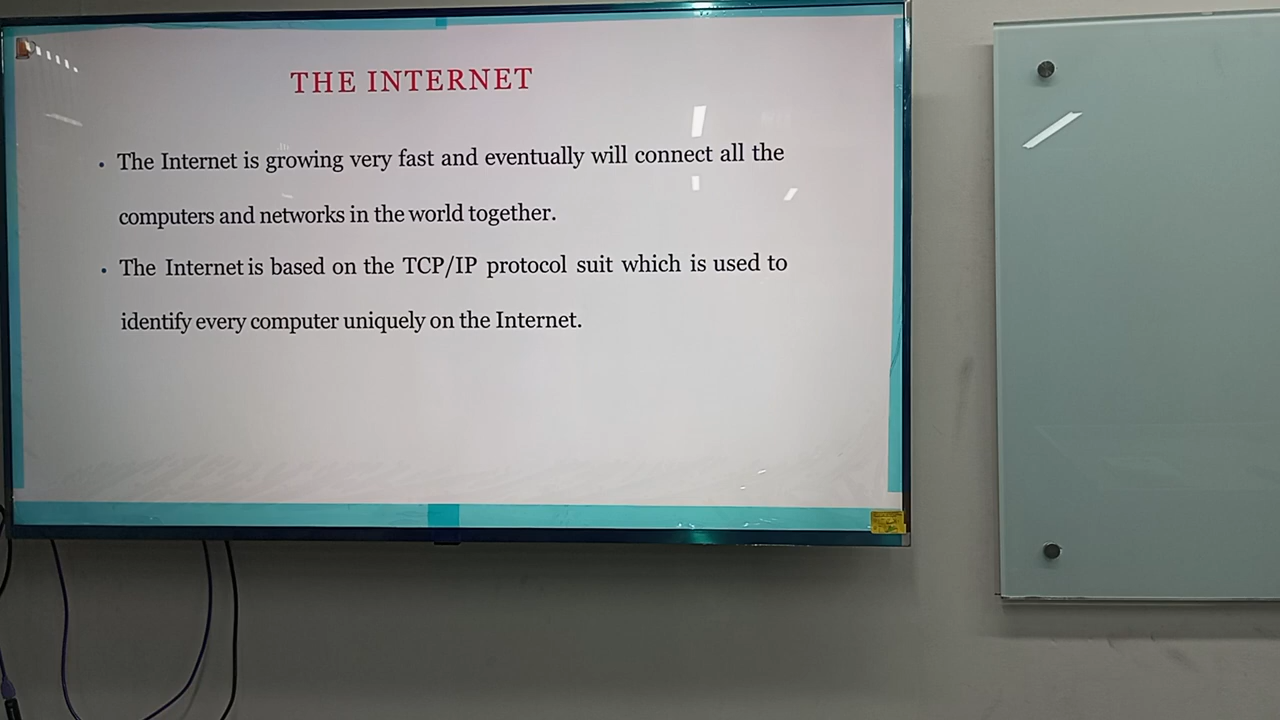 THE INTERNET
• The Internet is growing very fast and eventually will connect all the
computers and networks in the world together.
• The Internet is based on the TCP/IP protocol suit which is used to
identify every computer uniquely on the Internet.